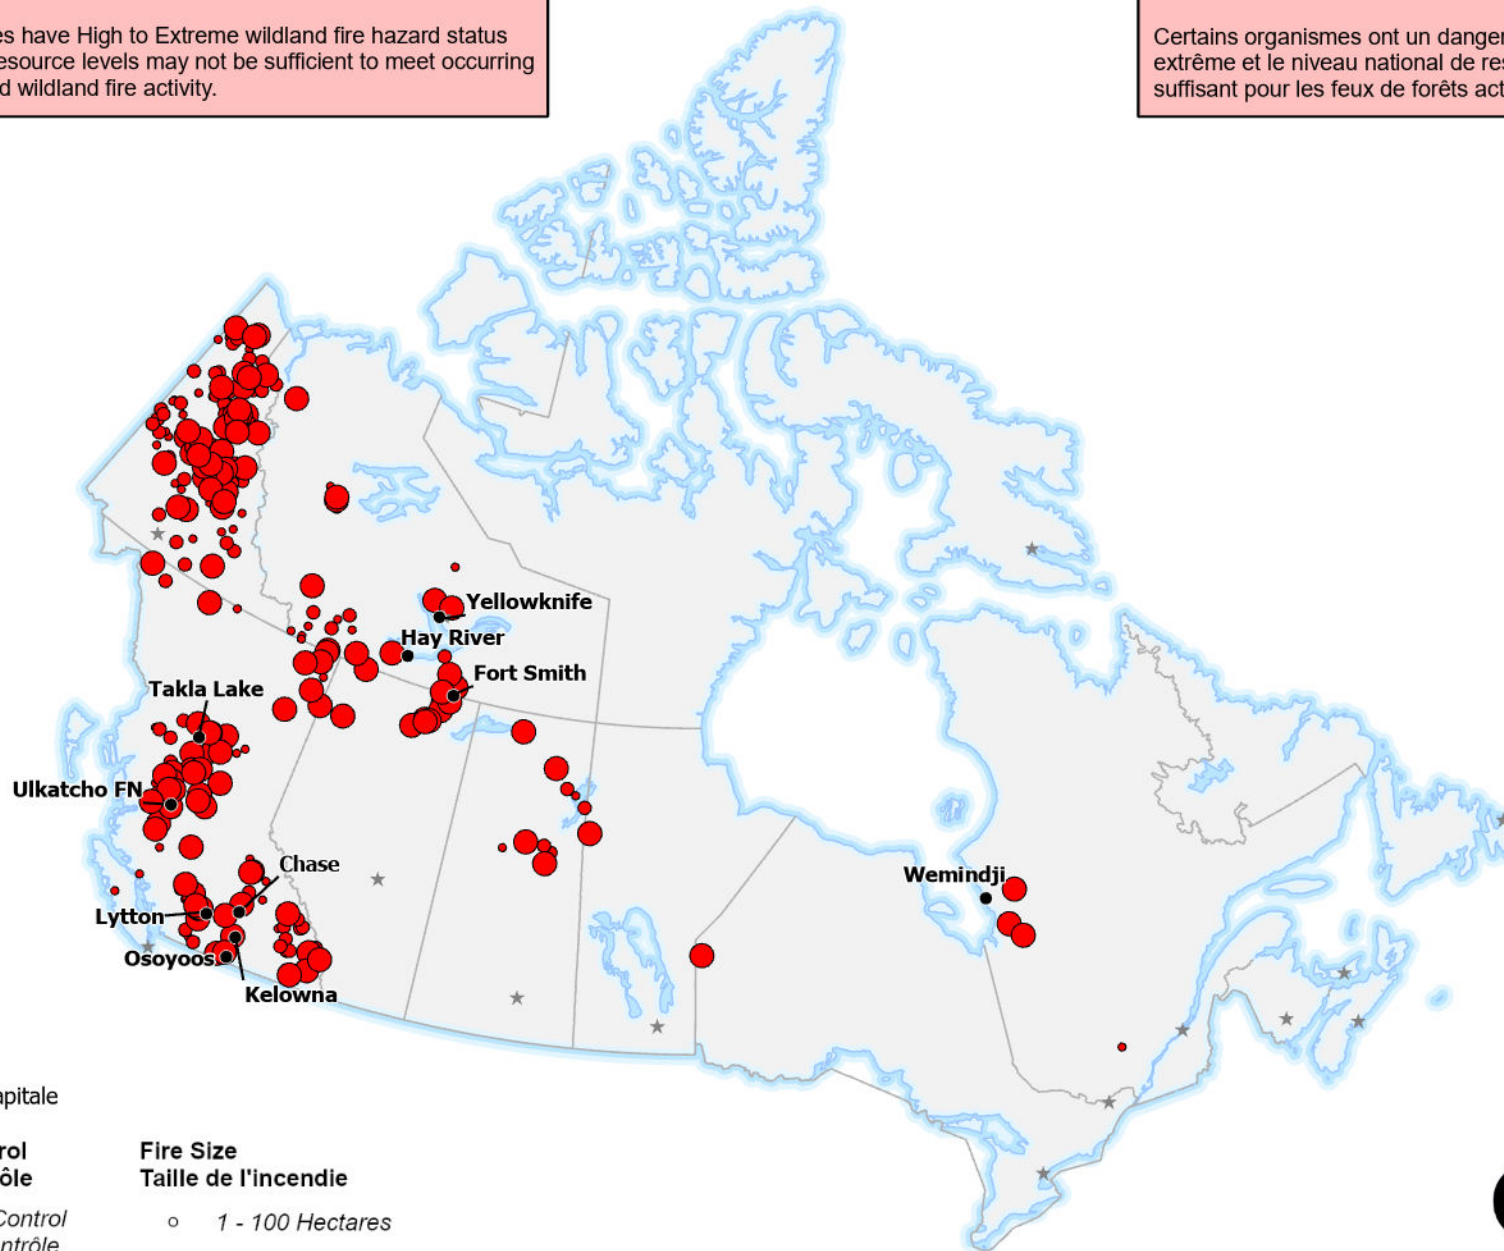 es have High to Extreme wildland fire hazard status
esource levels may not be sufficient to meet occurring
d wildland fire activity.
Certains organismes ont un danger
extrême et le niveau national de res
suffisant pour les feux de forêts act
Yellowknife
Hay River
Fort Smith
Takla Lake
Ulkatcho FN
Chase
Lytton
Osoyoos
Kelowna
Wemindji
apitale
rol
ôle
Control
ntrôle
Fire Size
Taille de l'incendie
1 - 100 Hectares